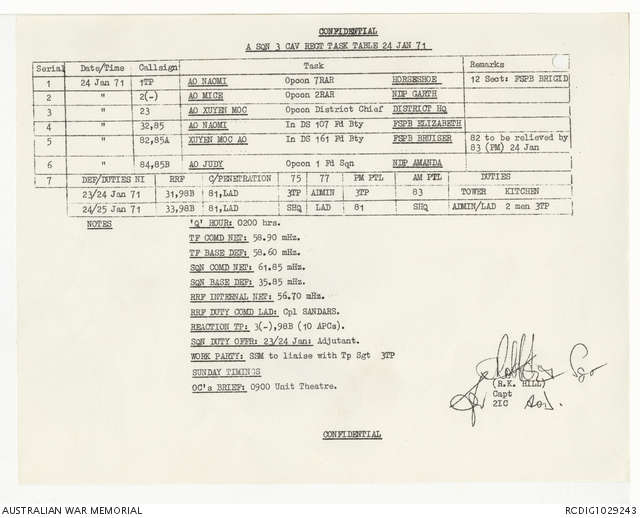 CONFIDENTIAL
A SQN 3 CAV REGT TASK TABLE 24 JAN 71
Serial Date/Time Callsign Task Remarks
1 24 Jan 71 1TP AO NAOMI Opcon 7RAR HORSESHOE 12 Sect: FSPB BRIGID
2 " 2(-) AO MICE Opcon 2RAR NDP GARTH
3 " 23 AO XUYEN MOC Opcon District Chief DISTRICT HQ
4 " 32,85 AO NAOMI In DS 107 Fd Bty FSPB ELIZABETH
5 " 82,85A XUYEN MOC AO In DS 161 Fd Bty FSPB BRUISER 82 to be relieved by
83 (PM) 24 Jan
6 " 84,85B AO JUDY Opcon 1 Fd Sqn NDP AMANDA
7 DEF/DUTIES NI RRF C/PENETRATION 75 77 PM PTL AM PTL DUTIES
23/24 Jan 71 31,98B 81,LAD 3TP ADMIN 3TP 83 TOWER KITCHEN
24/25 Jan 71 33,98B 81,LAD SHQ LAD 81 SHQ ADMIN/LAD 2 men 3TP
NOTES 'Q' HOUR: 0200 hrs.
TF COMD NET: 58.90 mHz.
TF BASE DEF: 58.60 mHz.
SQN COMD NET: 61.85 mHz.
SQN BASE DEF: 35.85 mHz.
RRF INTERNAL NET: 56.70 mHz.
RRF DUTY COMD LAD: Cpl SANDARS.
REACTION TP: 3(-),98B (10 APCs).
SQN DUTY OFFR: 23/24 Jan: Adjutant.
WORK PARTY: SSM to liaise with Tp Sgt 3TP
SUNDAY TIMINGS
OC's BRIEF: 0900 Unit Theatre.
(R.K. HILL)
Capt
2IC
CONFIDENTIAL
AUSTRALIAN WAR MEMORIAL RCDIG1029243